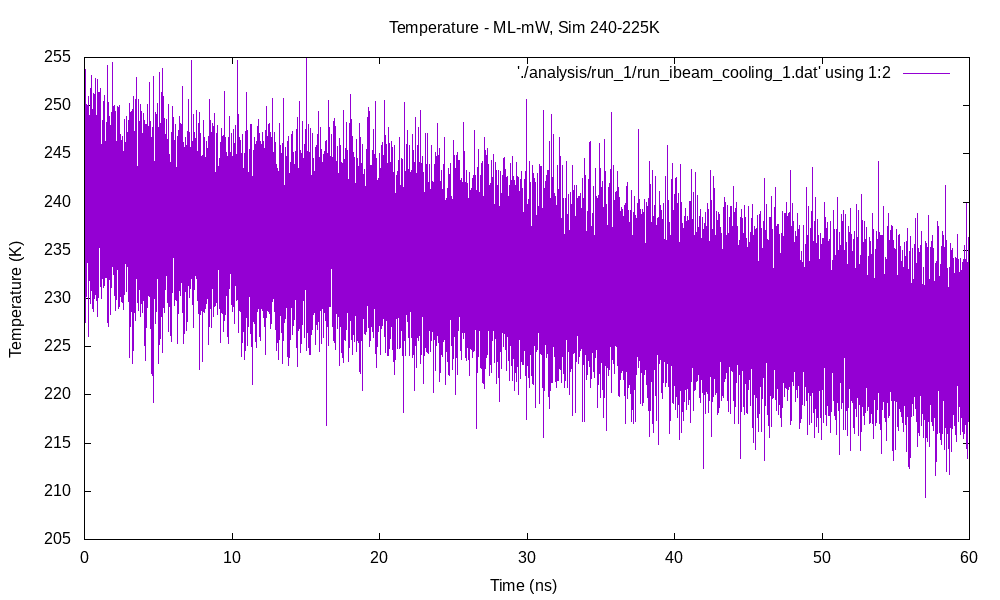 Temperature - ML-mW, Sim 240-225K
'./analysis/run_1/run_ibeam_cooling_1.dat' using 1:2
255
250
245
240
235
230
225
220
215
210
205
Temperature (K)
0 10 20 30 40 50 60
Time (ns)